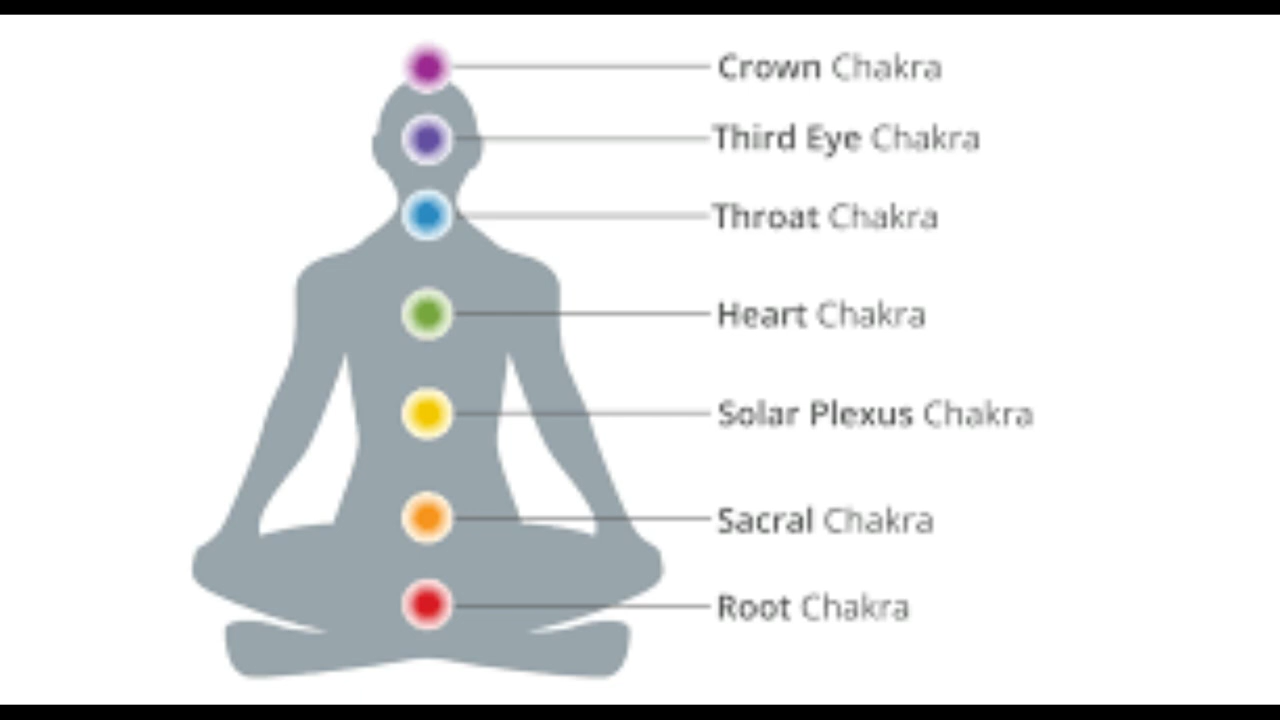 Crown Chakra
Third Eye Chakra
Throat Chakra
Heart Chakra
Solar Plexus Chakra
Sacral Chakra
Root Chakra